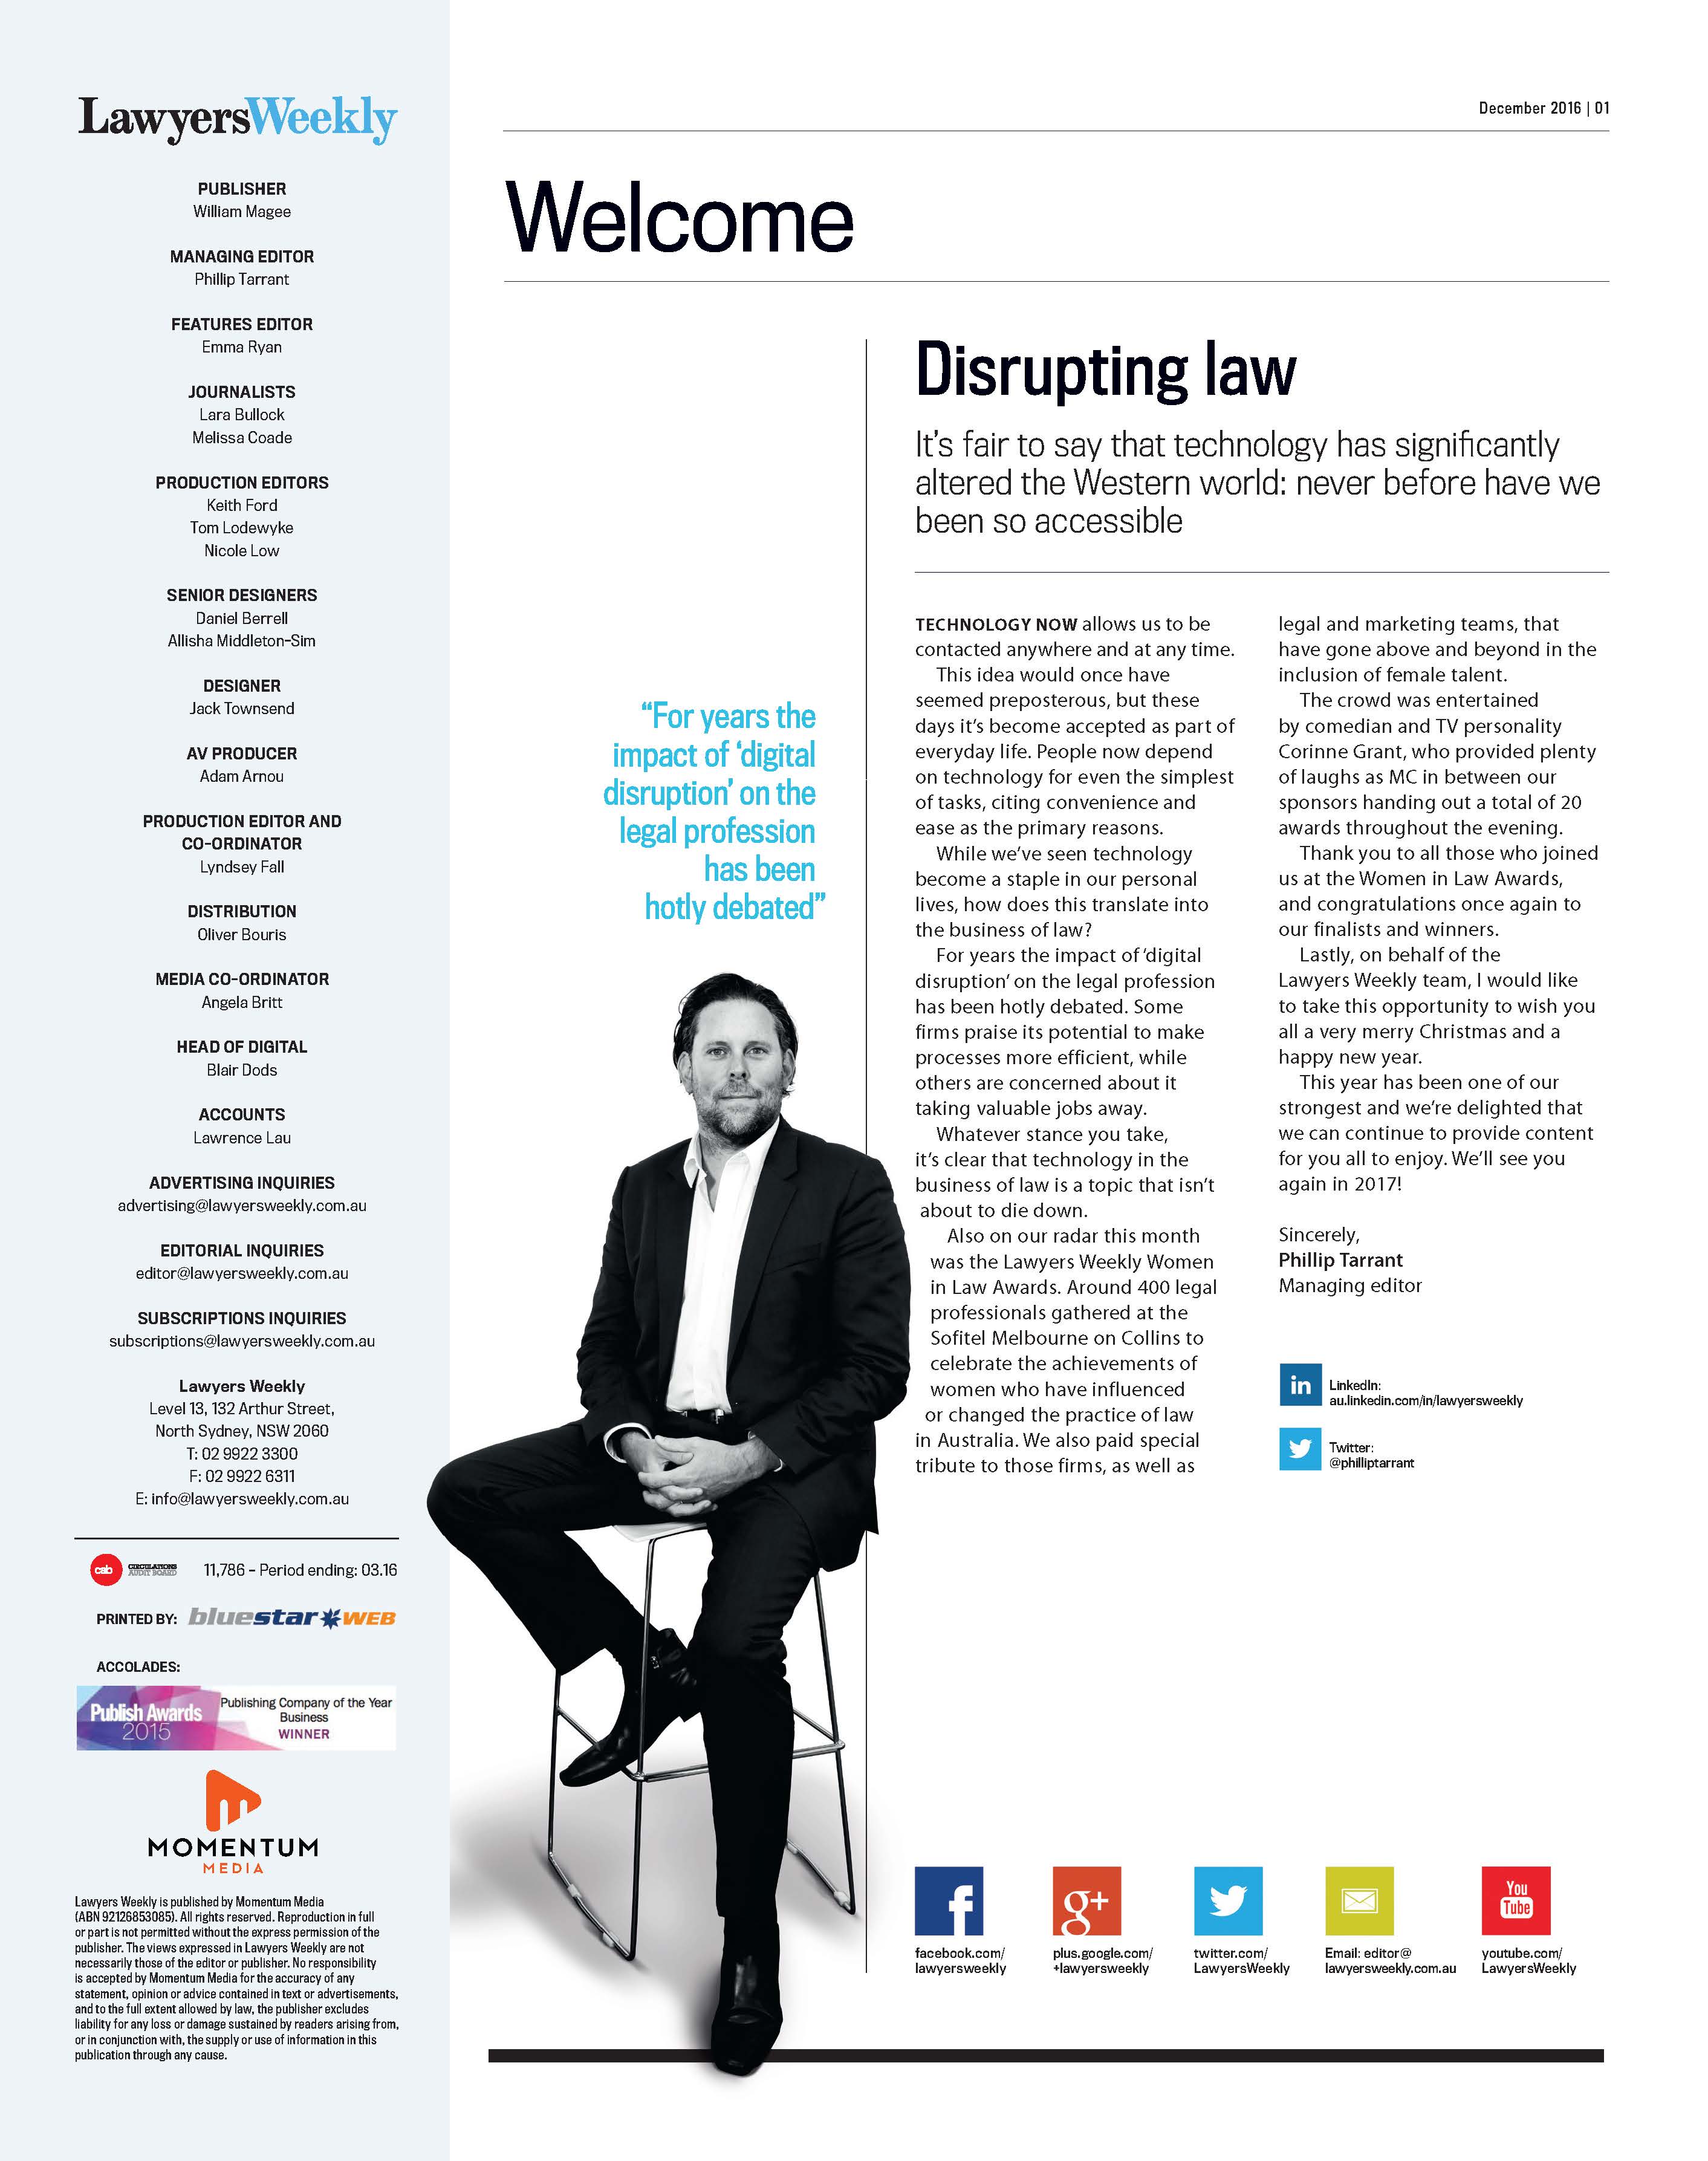 LawyersWeekly
PUBLISHER
William Magee
MANAGING EDITOR
Phillip Tarrant
FEATURES EDITOR
Emma Ryan
JOURNALISTS
Lara Bullock
Melissa Coade
PRODUCTION EDITORS
Keith Ford
Tom Lodewyke
Nicole Low
SENIOR DESIGNERS
Daniel Berrell
Allisha Middleton-Sim
DESIGNER
Jack Townsend
AV PRODUCER
Adam Arnou
PRODUCTION EDITOR AND
CO-ORDINATOR
Lyndsey Fall
DISTRIBUTION
Oliver Bouris
MEDIA CO-ORDINATOR
Angela Britt
HEAD OF DIGITAL
Blair Dods
ACCOUNTS
Lawrence Lau
ADVERTISING INQUIRIES
advertising@lawyersweekly.com.au
EDITORIAL INQUIRIES
editor@lawyersweekly.com.au
SUBSCRIPTIONS INQUIRIES
subscriptions@lawyersweekly.com.au
Lawyers Weekly
Level 13, 132 Arthur Street,
North Sydney, NSW 2060
T: 02 9922 3300
F: 02 9922 6311
E: info@lawyersweekly.com.au
cab CIRCULATIONS
AUDIT BOARD
11,786 - Period ending: 03.16
PRINTED BY: bluestar WEB
ACCOLADES:
Publish Awards
2015
Publishing Company of the Year
Business
WINNER
m
MOMENTUM
MEDIA
Lawyers Weekly is published by Momentum Media
(ABN 92126853085). All rights reserved. Reproduction in full
or part is not permitted without the express permission of the
publisher. The views expressed in Lawyers Weekly are not
necessarily those of the editor or publisher. No responsibility
is accepted by Momentum Media for the accuracy of any
statement, opinion or advice contained in text or advertisements,
and to the full extent allowed by law, the publisher excludes
liability for any loss or damage sustained by readers arising from,
or in conjunction with, the supply or use of information in this
publication through any cause.
December 2016 | 01
Welcome
“For years the
impact of ‘digital
disruption’ on the
legal profession
has been
hotly debated”
Disrupting law
It’s fair to say that technology has significantly
altered the Western world: never before have we
been so accessible
TECHNOLOGY NOW allows us to be
contacted anywhere and at any time.
This idea would once have
seemed preposterous, but these
days it’s become accepted as part of
everyday life. People now depend
on technology for even the simplest
of tasks, citing convenience and
ease as the primary reasons.
While we’ve seen technology
become a staple in our personal
lives, how does this translate into
the business of law?
For years the impact of ‘digital
disruption’ on the legal profession
has been hotly debated. Some
firms praise its potential to make
processes more efficient, while
others are concerned about it
taking valuable jobs away.
Whatever stance you take,
it’s clear that technology in the
business of law is a topic that isn’t
about to die down.
Also on our radar this month
was the Lawyers Weekly Women
in Law Awards. Around 400 legal
professionals gathered at the
Sofitel Melbourne on Collins to
celebrate the achievements of
women who have influenced
or changed the practice of law
in Australia. We also paid special
tribute to those firms, as well as
legal and marketing teams, that
have gone above and beyond in the
inclusion of female talent.
The crowd was entertained
by comedian and TV personality
Corinne Grant, who provided plenty
of laughs as MC in between our
sponsors handing out a total of 20
awards throughout the evening.
Thank you to all those who joined
us at the Women in Law Awards,
and congratulations once again to
our finalists and winners.
Lastly, on behalf of the
Lawyers Weekly team, I would like
to take this opportunity to wish you
all a very merry Christmas and a
happy new year.
This year has been one of our
strongest and we’re delighted that
we can continue to provide content
for you all to enjoy. We’ll see you
again in 2017!
Sincerely,
Phillip Tarrant
Managing editor
in
LinkedIn:
au.linkedin.com/in/lawyersweekly
Twitter:
@philliptarrant
f
facebook.com/
lawyersweekly
g+
plus.google.com/
+lawyersweekly
twitter.com/
LawyersWeekly
Email: editor@
lawyersweekly.com.au
You
Tube
youtube.com/
LawyersWeekly